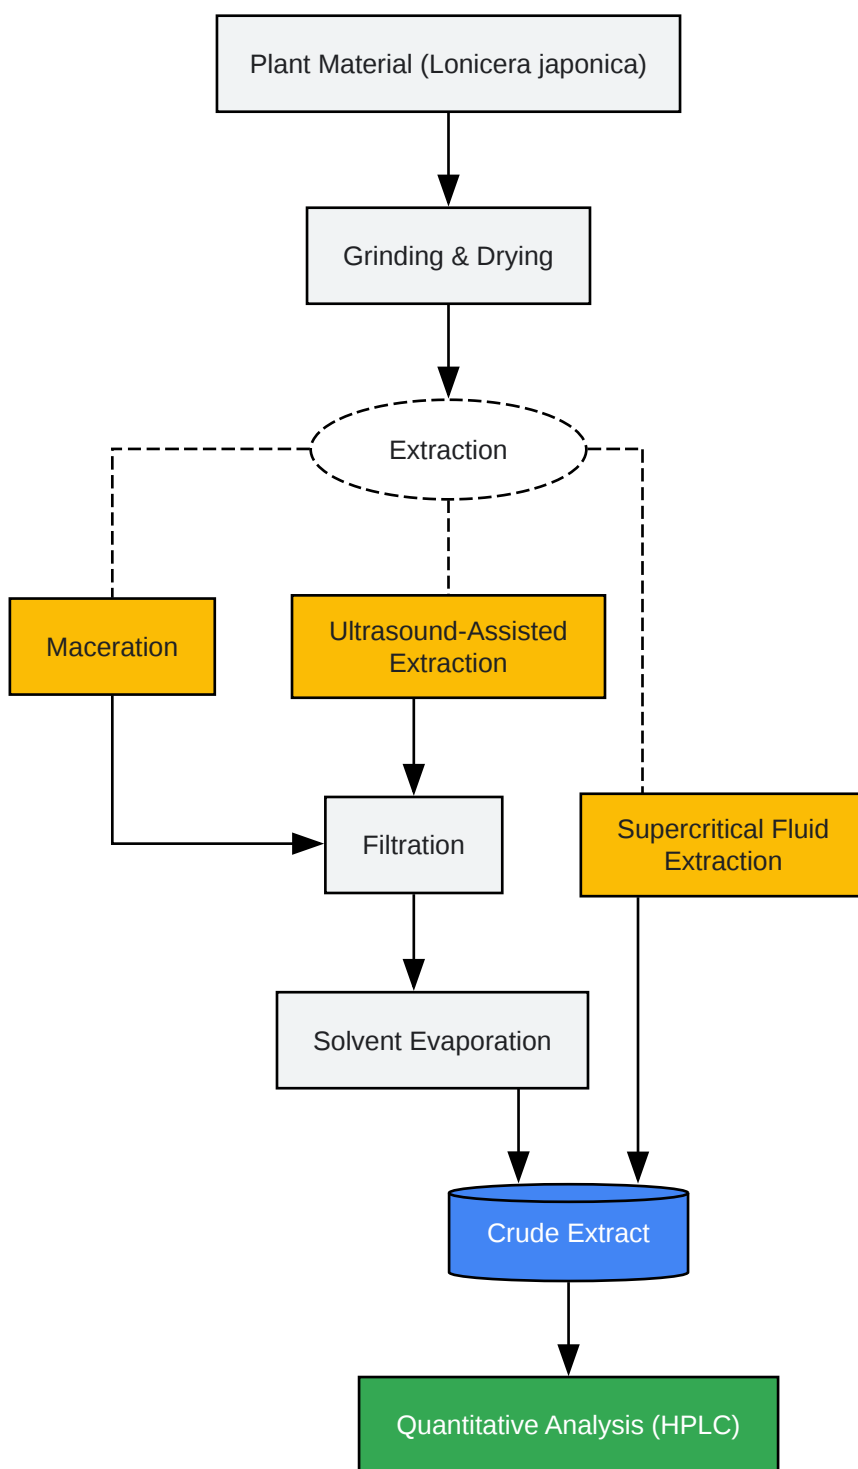 Plant Material (Lonicera japonica)
Grinding & Drying
Extraction
Maceration
Ultrasound-Assisted
Extraction
Filtration
Supercritical Fluid
Extraction
Solvent Evaporation
Crude Extract
Quantitative Analysis (HPLC)